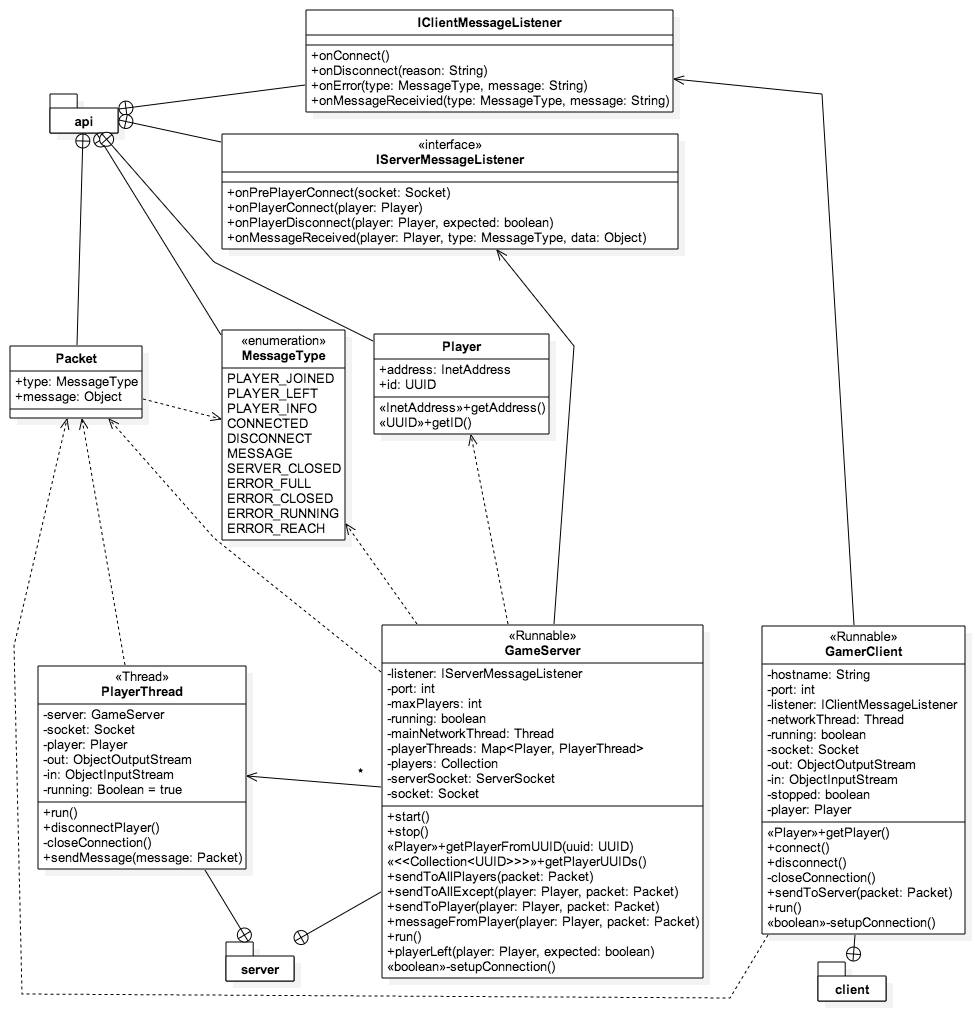 IClientMessageListener
+onConnect()
+onDisconnect(reason: String)
+onError(type: MessageType, message: String)
+onMessageReceivied(type: MessageType, message: String)
api
«interface»
IServerMessageListener
+onPrePlayerConnect(socket: Socket)
+onPlayerConnect(player: Player)
+onPlayerDisconnect(player: Player, expected: boolean)
+onMessageReceived(player: Player, type: MessageType, data: Object)
Packet
+type: MessageType
+message: Object
«enumeration»
MessageType
PLAYER_JOINED
PLAYER_LEFT
PLAYER_INFO
CONNECTED
DISCONNECT
MESSAGE
SERVER_CLOSED
ERROR_FULL
ERROR_CLOSED
ERROR_RUNNING
ERROR_REACH
Player
+address: InetAddress
+id: UUID
«InetAddress»+getAddress()
«UUID»+getID()
«Thread»
PlayerThread
-server: GameServer
-socket: Socket
-player: Player
-out: ObjectOutputStream
-in: ObjectInputStream
-running: Boolean = true
+run()
+disconnectPlayer()
-closeConnection()
+sendMessage(message: Packet)
*
«Runnable»
GameServer
-listener: IServerMessageListener
-port: int
-maxPlayers: int
-running: boolean
-mainNetworkThread: Thread
-playerThreads: Map<Player, PlayerThread>
-players: Collection
-serverSocket: ServerSocket
-socket: Socket
+start()
+stop()
«Player»+getPlayerFromUUID(uuid: UUID)
«<<Collection<UUID>>>»+getPlayerUUIDs()
+sendToAllPlayers(packet: Packet)
+sendToAllExcept(player: Player, packet: Packet)
+sendToPlayer(player: Player, packet: Packet)
+messageFromPlayer(player: Player, packet: Packet)
+run()
+playerLeft(player: Player, expected: boolean)
«boolean»-setupConnection()
«Runnable»
GamerClient
-hostname: String
-port: int
-listener: IClientMessageListener
-networkThread: Thread
-running: boolean
-socket: Socket
-out: ObjectOutputStream
-in: ObjectInputStream
-stopped: boolean
-player: Player
«Player»+getPlayer()
+connect()
+disconnect()
-closeConnection()
+sendToServer(packet: Packet)
+run()
«boolean»-setupConnection()
server
client